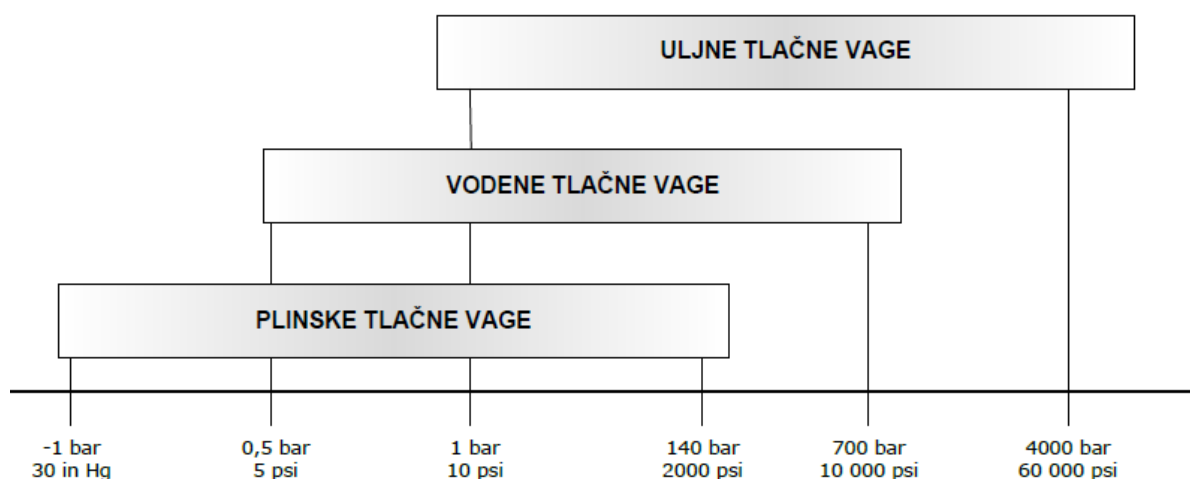 ULJNE TLAČNE VAGE
VODENE TLAČNE VAGE
PLINSKE TLAČNE VAGE
-1 bar 0,5 bar 1 bar 140 bar 700 bar 4000 bar
30 in Hg 5 psi 10 psi 2000 psi 10 000 psi 60 000 psi